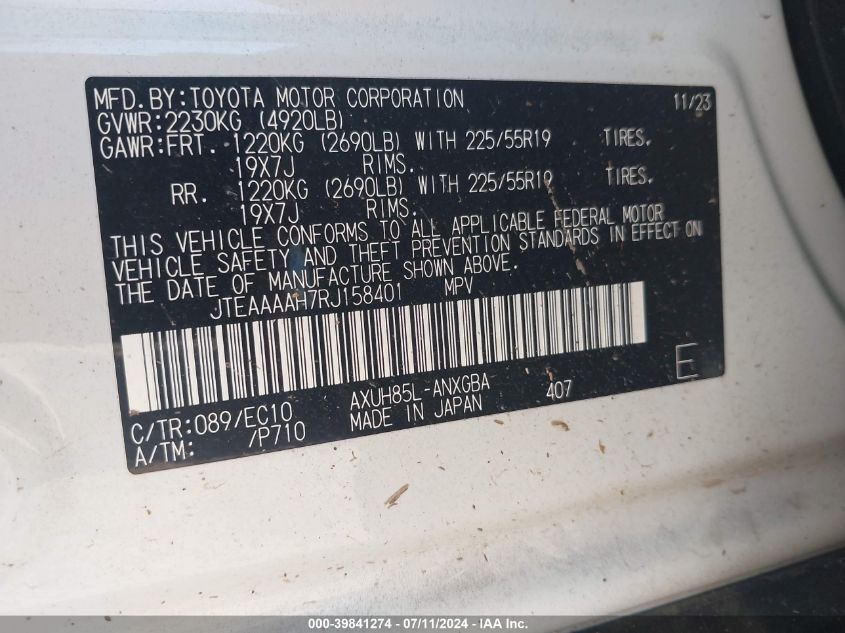 MFD.BY:TOYOTA MOTOR CORPORATION 11/23
GVWR:2230KG (4920LB)
GAWR:FRT. 1220KG (2690LB) WITH 225/55R19 TIRES.
19X7J RIMS.
RR. 1220KG (2690LB) WITH 225/55R19 TIRES.
19X7J RIMS.
THIS VEHICLE CONFORMS TO ALL APPLICABLE FEDERAL MOTOR
VEHICLE SAFETY AND THEFT PREVENTION STANDARDS IN EFFECT ON
THE DATE OF MANUFACTURE SHOWN ABOVE.
JTEAAAAH7RJ158401 MPV
C/TR:089/EC10 AXUH85L-ANXGBA 407 E
A/TM: /P710 MADE IN JAPAN
000-39841274 - 07/11/2024 - IAA Inc.